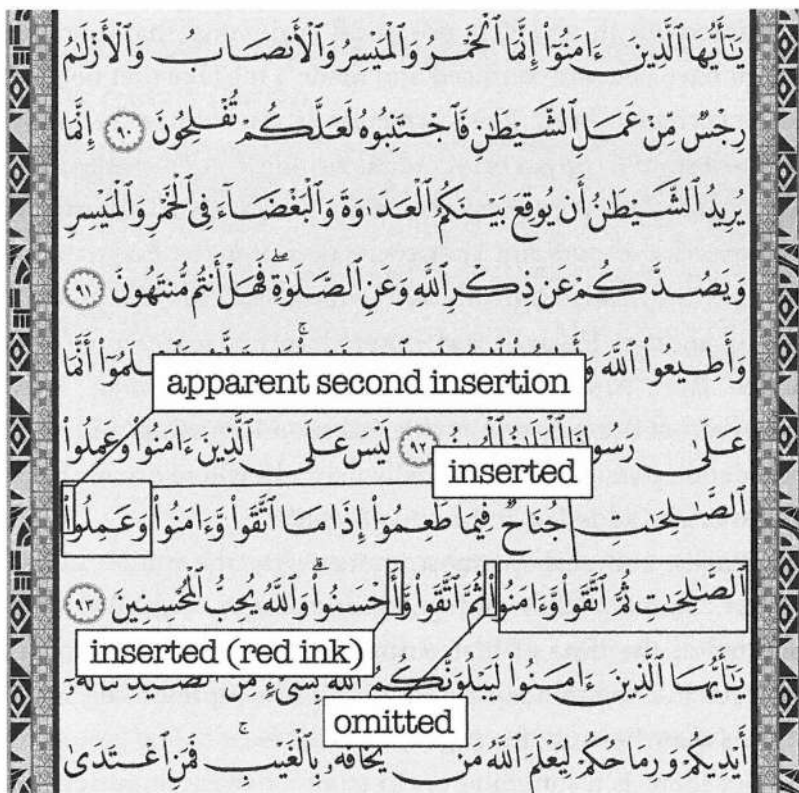 يَٰٓأَيُّهَا ٱلَّذِينَ ءَامَنُوٓا۟ إِنَّمَا ٱلْخَمْرُ وَٱلْمَيْسِرُ وَٱلْأَنصَابُ وَٱلْأَزْلَٰمُ
رِجْسٌ مِّنْ عَمَلِ ٱلشَّيْطَٰنِ فَٱجْتَنِبُوهُ لَعَلَّكُمْ تُفْلِحُونَ ٩٠ إِنَّمَا
يُرِيدُ ٱلشَّيْطَٰنُ أَن يُوقِعَ بَيْنَكُمُ ٱلْعَدَٰوَةَ وَٱلْبَغْضَآءَ فِى ٱلْخَمْرِ وَٱلْمَيْسِرِ
وَيَصُدَّكُمْ عَن ذِكْرِ ٱللَّهِ وَعَنِ ٱلصَّلَوٰةِ ۖ فَهَلْ أَنتُم مُّنتَهُونَ ٩١
وَأَطِيعُوا۟ ٱللَّهَ أَنَّمَا
apparent second insertion
عَلَىٰ رَسُولِنَا ٩٢ لَيْسَ عَلَى ٱلَّذِينَ ءَامَنُوا۟ وَعَمِلُوا۟
inserted
ٱلصَّٰلِحَٰتِ جُنَاحٌ فِيمَا طَعِمُوٓا۟ إِذَا مَا ٱتَّقَوا۟ وَّءَامَنُوا۟ وَعَمِلُوا۟
ٱلصَّٰلِحَٰتِ ثُمَّ ٱتَّقَوا۟ وَّءَامَنُوا۟ ثُمَّ ٱتَّقَوا۟ وَّأَحْسَنُوا۟ ۗ وَٱللَّهُ يُحِبُّ ٱلْمُحْسِنِينَ ٩٣
inserted (red ink)
يَٰٓأَيُّهَا ٱلَّذِينَ ءَامَنُوا۟ لَيَبْلُوَنَّكُمُ ٱللَّهُ بِشَىْءٍ مِّنَ ٱلصَّيْدِ تَنَالُهُۥٓ
omitted
أَيْدِيكُمْ وَرِمَاحُكُمْ لِيَعْلَمَ ٱللَّهُ مَن يَخَافُهُۥ بِٱلْغَيْبِ ۚ فَمَنِ ٱعْتَدَىٰ